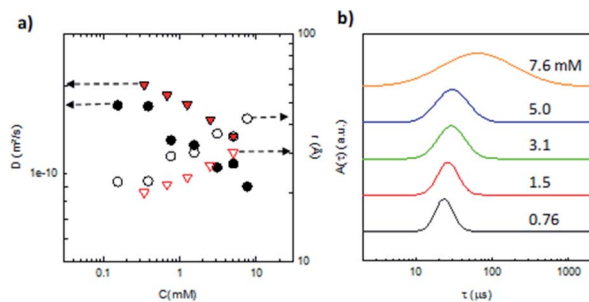 a)
100
D (m²/s)
1e-10
r (Å)
10
0.1
1
10
C(mM)
b)
A(τ) (a.u.)
7.6 mM
5.0
3.1
1.5
0.76
10
100
1000
τ (μs)